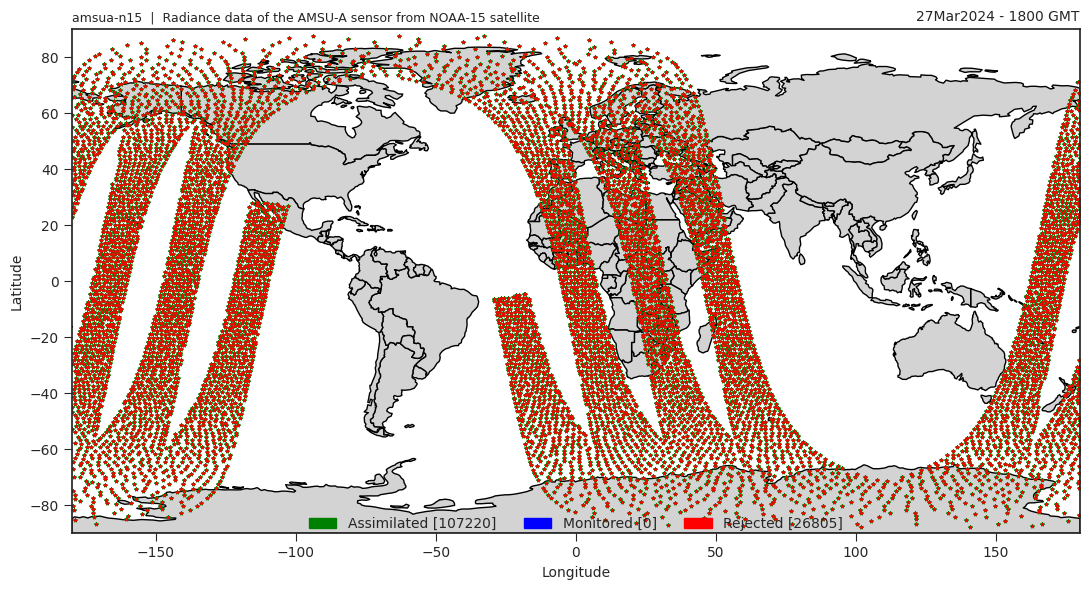 amsua-n15 | Radiance data of the AMSU-A sensor from NOAA-15 satellite
27Mar2024 - 1800 GMT
80
60
40
20
0
−20
−40
−60
−80
Latitude
Assimilated [107220]
Monitored [0]
Rejected [26805]
−150
−100
−50
0
50
100
150
Longitude